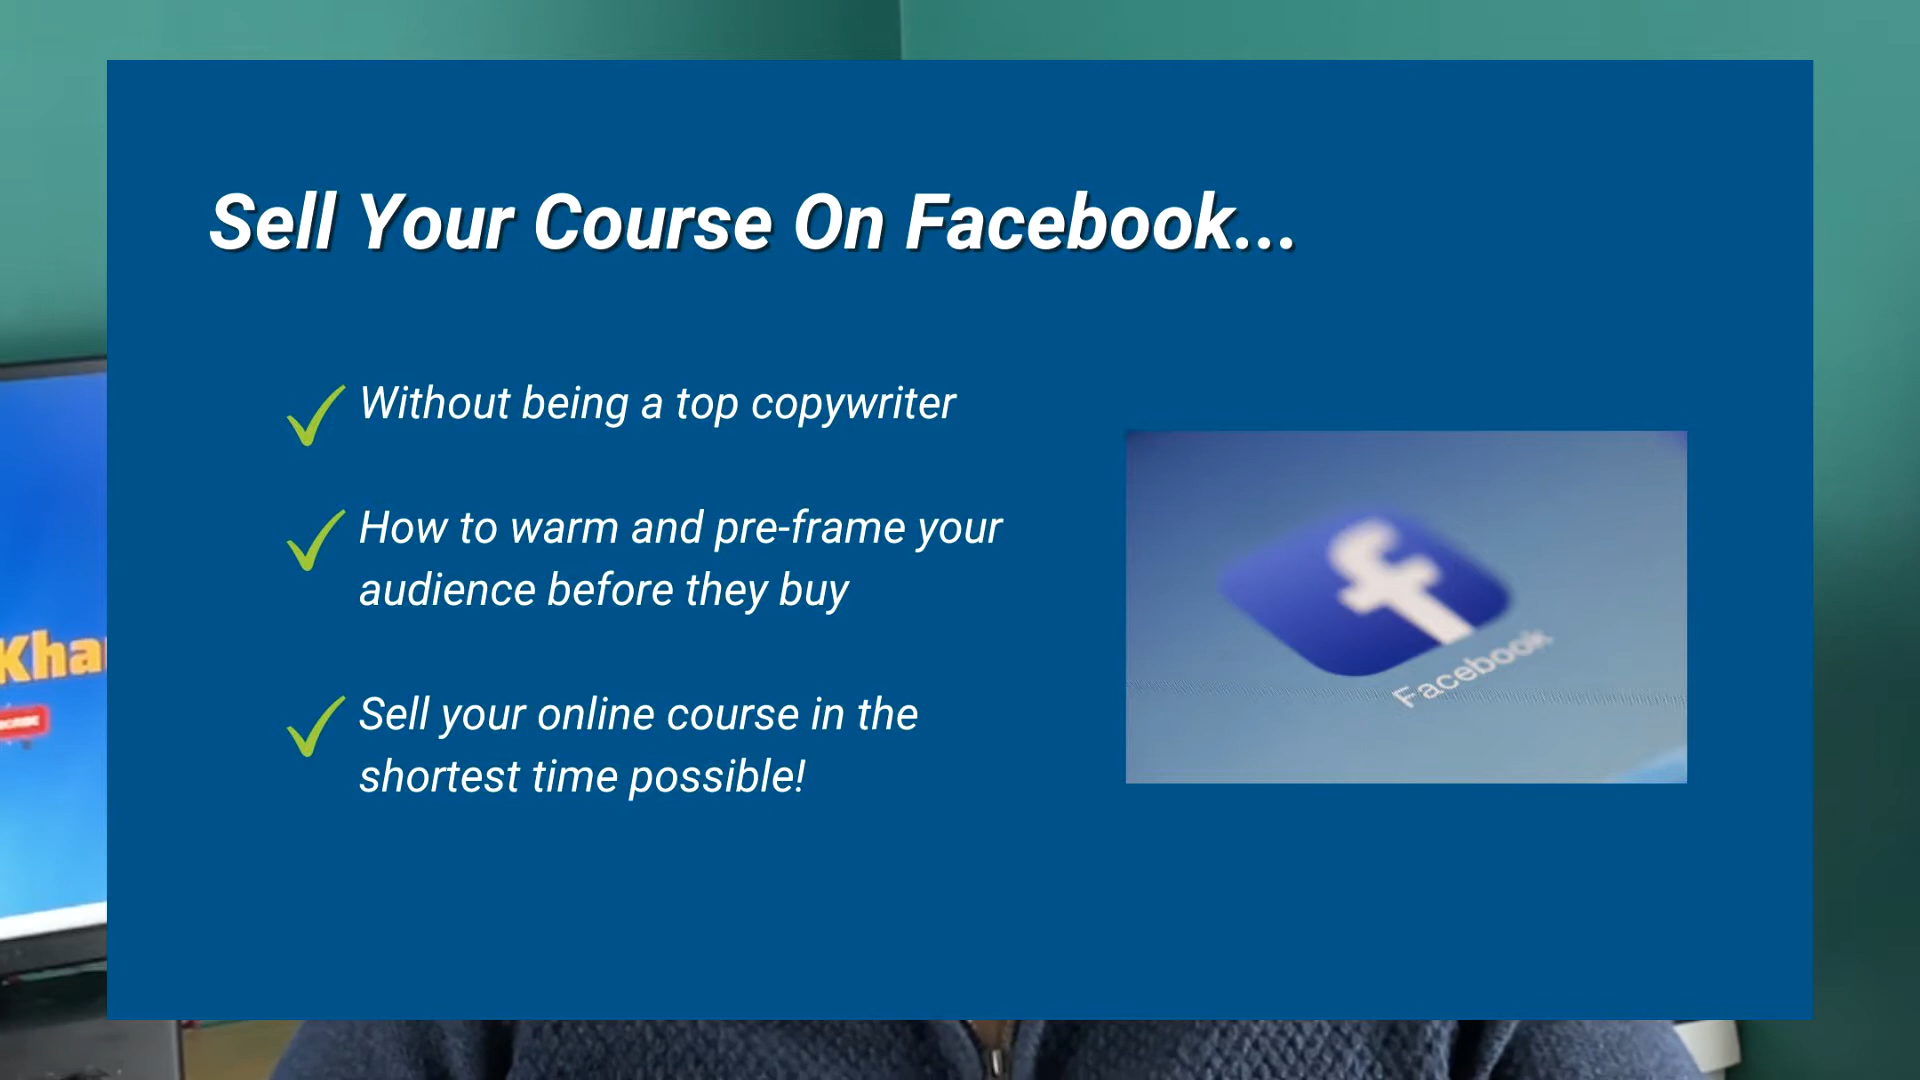 Sell Your Course On Facebook...
Without being a top copywriter
How to warm and pre-frame your
audience before they buy
Sell your online course in the
shortest time possible!
Facebook
Kha